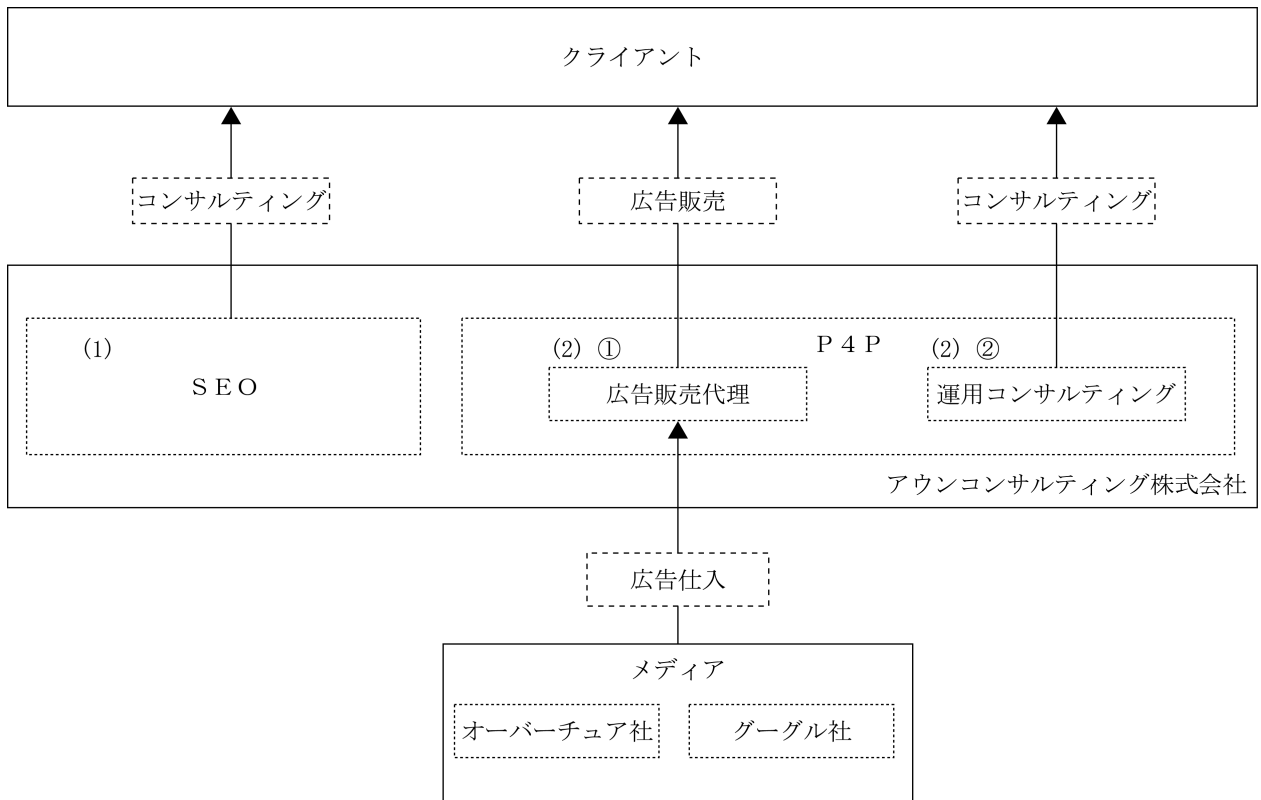 クライアント
コンサルティング
広告販売
コンサルティング
(1)
ＳＥＯ
Ｐ４Ｐ
(2) ①
広告販売代理
(2) ②
運用コンサルティング
アウンコンサルティング株式会社
広告仕入
メディア
オーバーチュア社
グーグル社